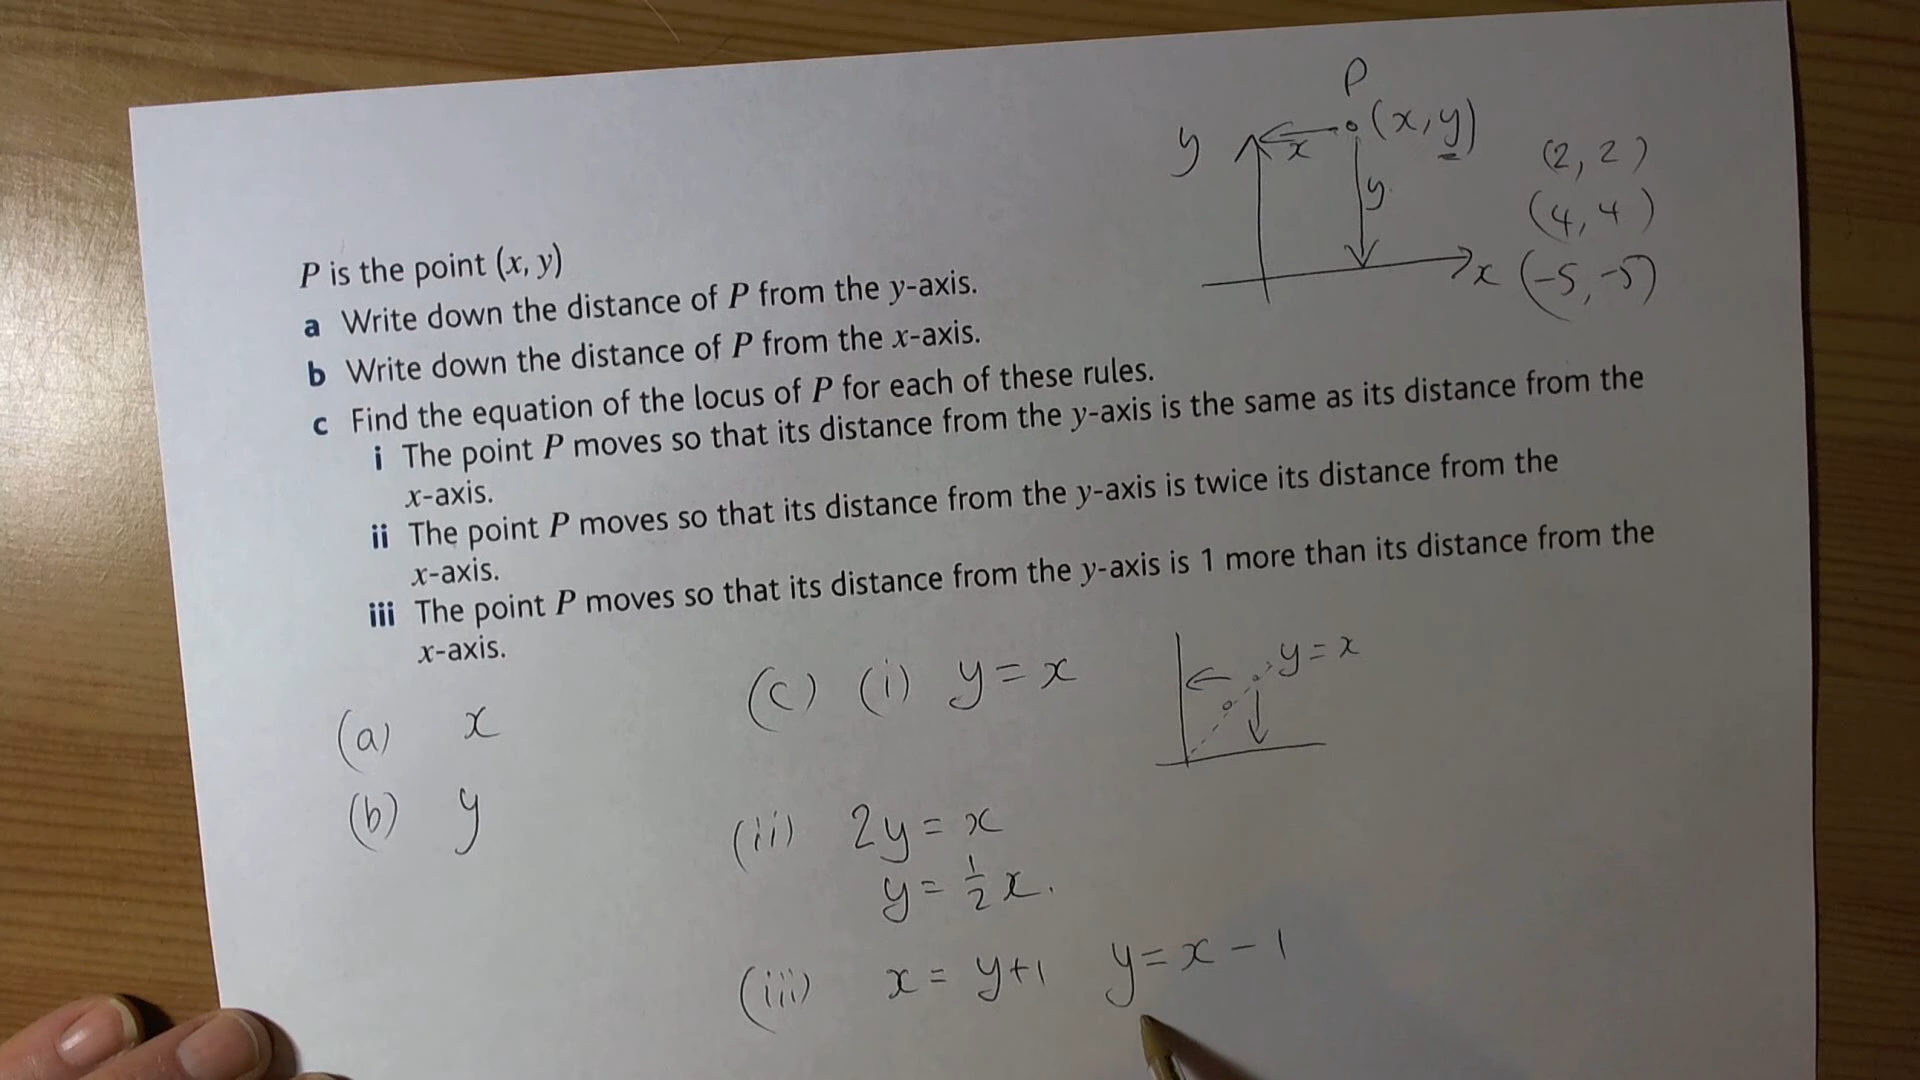 P
y
x
(x, y)
y
x
(2, 2)
(4, 4)
(-5, -5)
P is the point (x, y)
a Write down the distance of P from the y-axis.
b Write down the distance of P from the x-axis.
c Find the equation of the locus of P for each of these rules.
i The point P moves so that its distance from the y-axis is the same as its distance from the
x-axis.
ii The point P moves so that its distance from the y-axis is twice its distance from the
x-axis.
iii The point P moves so that its distance from the y-axis is 1 more than its distance from the
x-axis.
(a) x
(b) y
(c) (i) y = x
y = x
(ii) 2y = x
y = ½x.
(iii) x = y+1 y = x - 1